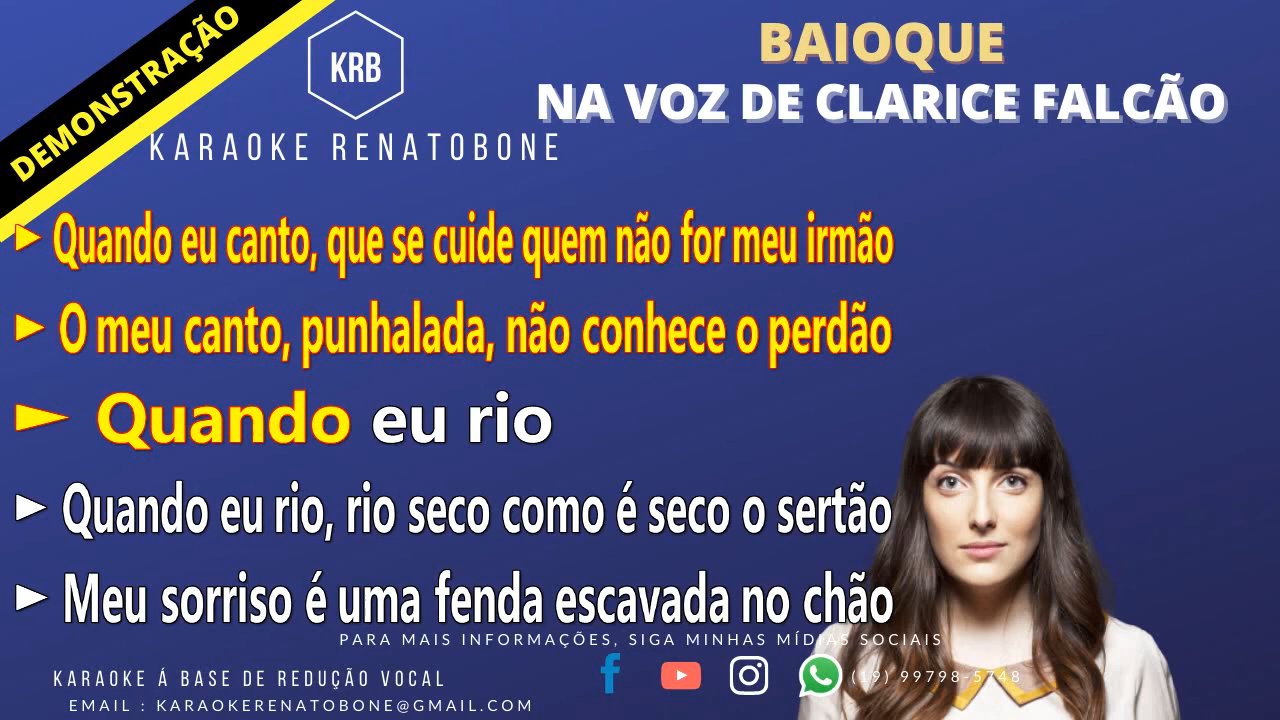 DEMONSTRAÇÃO
KRB
KARAOKE RENATOBONE
BAIOQUE
NA VOZ DE CLARICE FALCÃO
Quando eu canto, que se cuide quem não for meu irmão
O meu canto, punhalada, não conhece o perdão
Quando eu rio
Quando eu rio, rio seco como é seco o sertão
Meu sorriso é uma fenda escavada no chão
PARA MAIS INFORMAÇÕES, SIGA MINHAS MÍDIAS SOCIAIS
KARAOKE Á BASE DE REDUÇÃO VOCAL
(19) 99798-5748
EMAIL : KARAOKERENATOBONE@GMAIL.COM